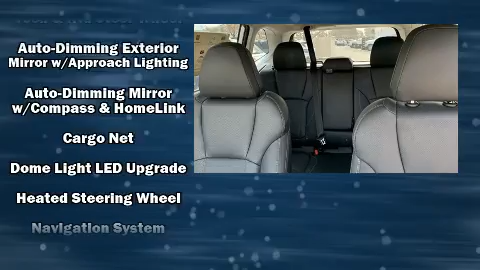 Auto-Dimming Exterior
Mirror w/Approach Lighting
Auto-Dimming Mirror
w/Compass & HomeLink
Cargo Net
Dome Light LED Upgrade
Heated Steering Wheel
Navigation System